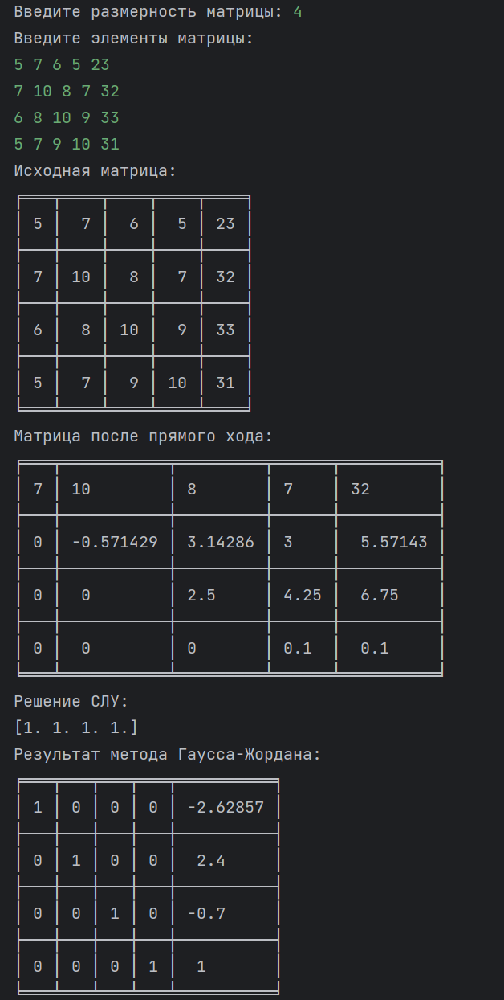 Введите размерность матрицы: 4
Введите элементы матрицы:
5 7 6 5 23
7 10 8 7 32
6 8 10 9 33
5 7 9 10 31
Исходная матрица:
5 7 6 5 23
7 10 8 7 32
6 8 10 9 33
5 7 9 10 31
Матрица после прямого хода:
7 10 8 7 32
0 -0.571429 3.14286 3 5.57143
0 0 2.5 4.25 6.75
0 0 0 0.1 0.1
Решение СЛУ:
[1. 1. 1. 1.]
Результат метода Гаусса-Жордана:
1 0 0 0 -2.62857
0 1 0 0 2.4
0 0 1 0 -0.7
0 0 0 1 1